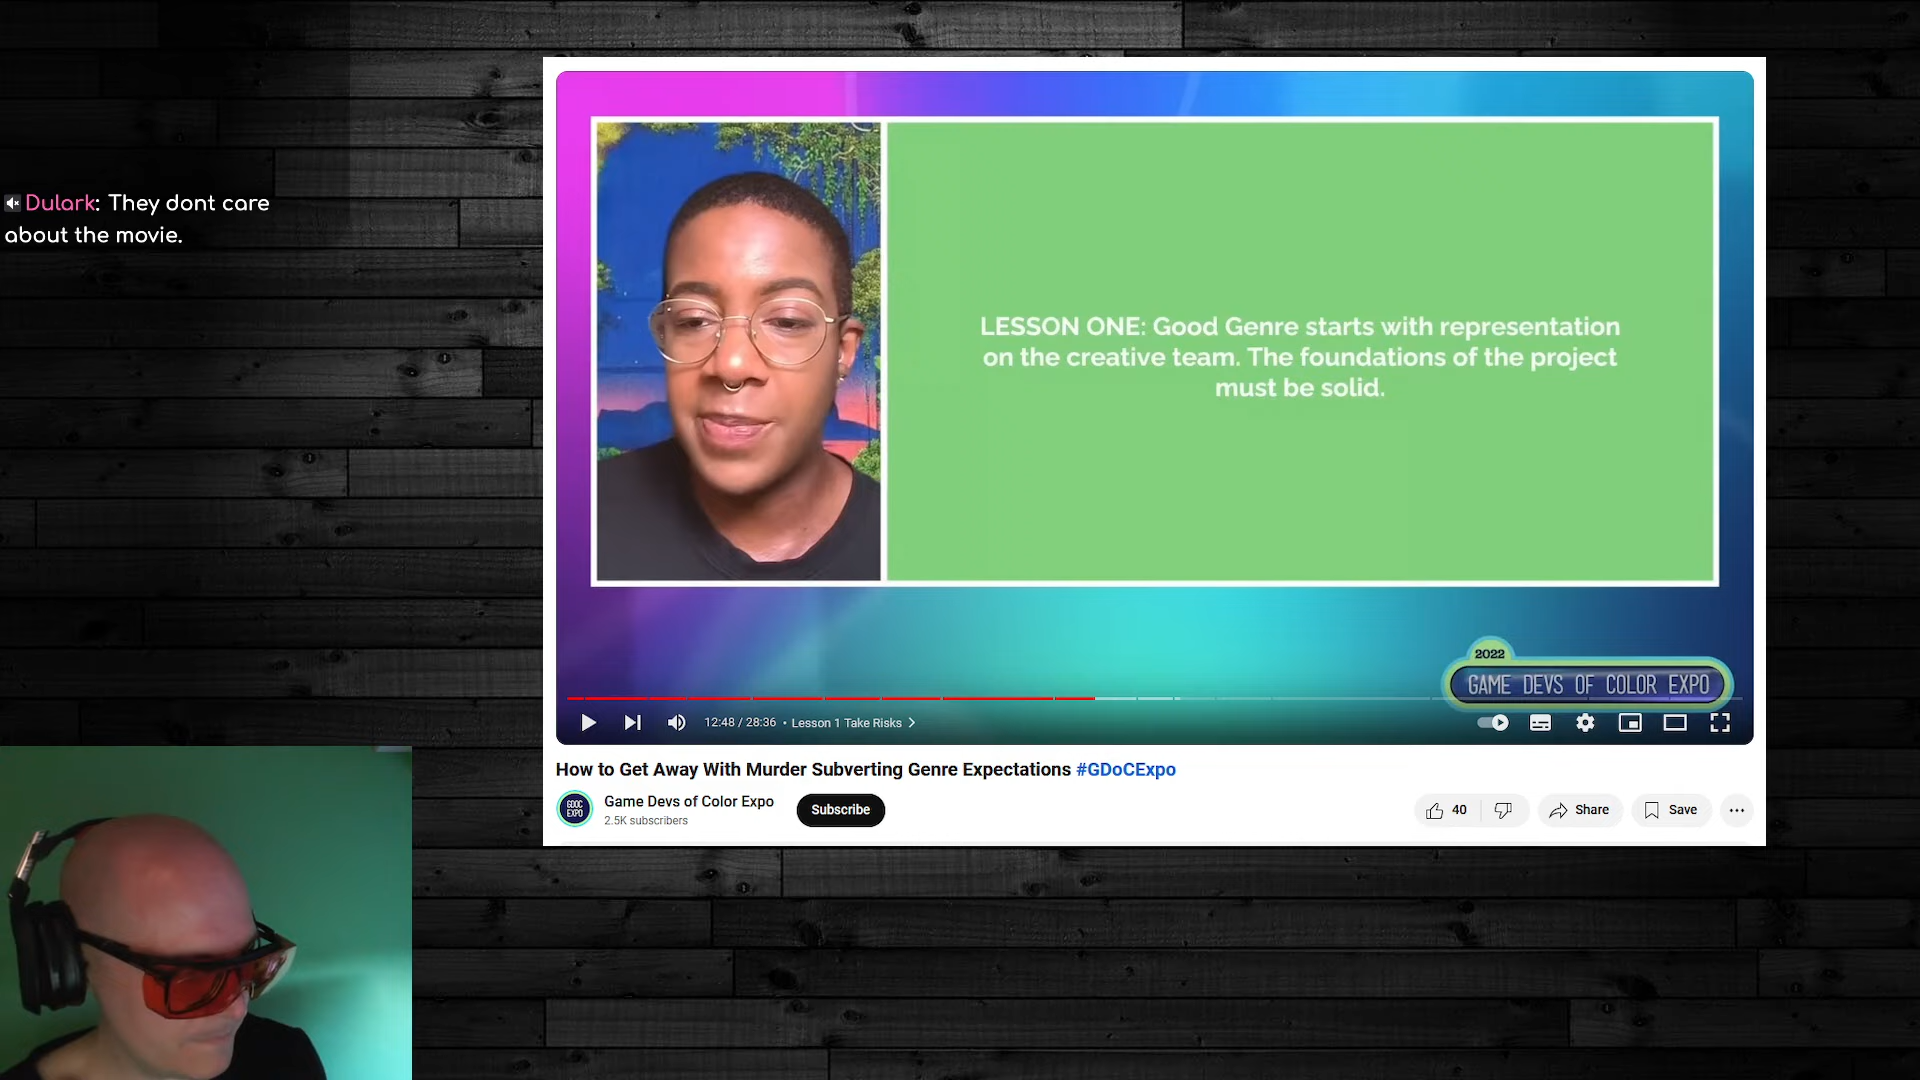 Dulark: They dont care
about the movie.
LESSON ONE: Good Genre starts with representation
on the creative team. The foundations of the project
must be solid.
2022
GAME DEVS OF COLOR EXPO
12:48 / 28:36 • Lesson 1 Take Risks
How to Get Away With Murder Subverting Genre Expectations #GDoCExpo
GDOC
EXPO
Game Devs of Color Expo
2.5K subscribers
Subscribe
40
Share
Save